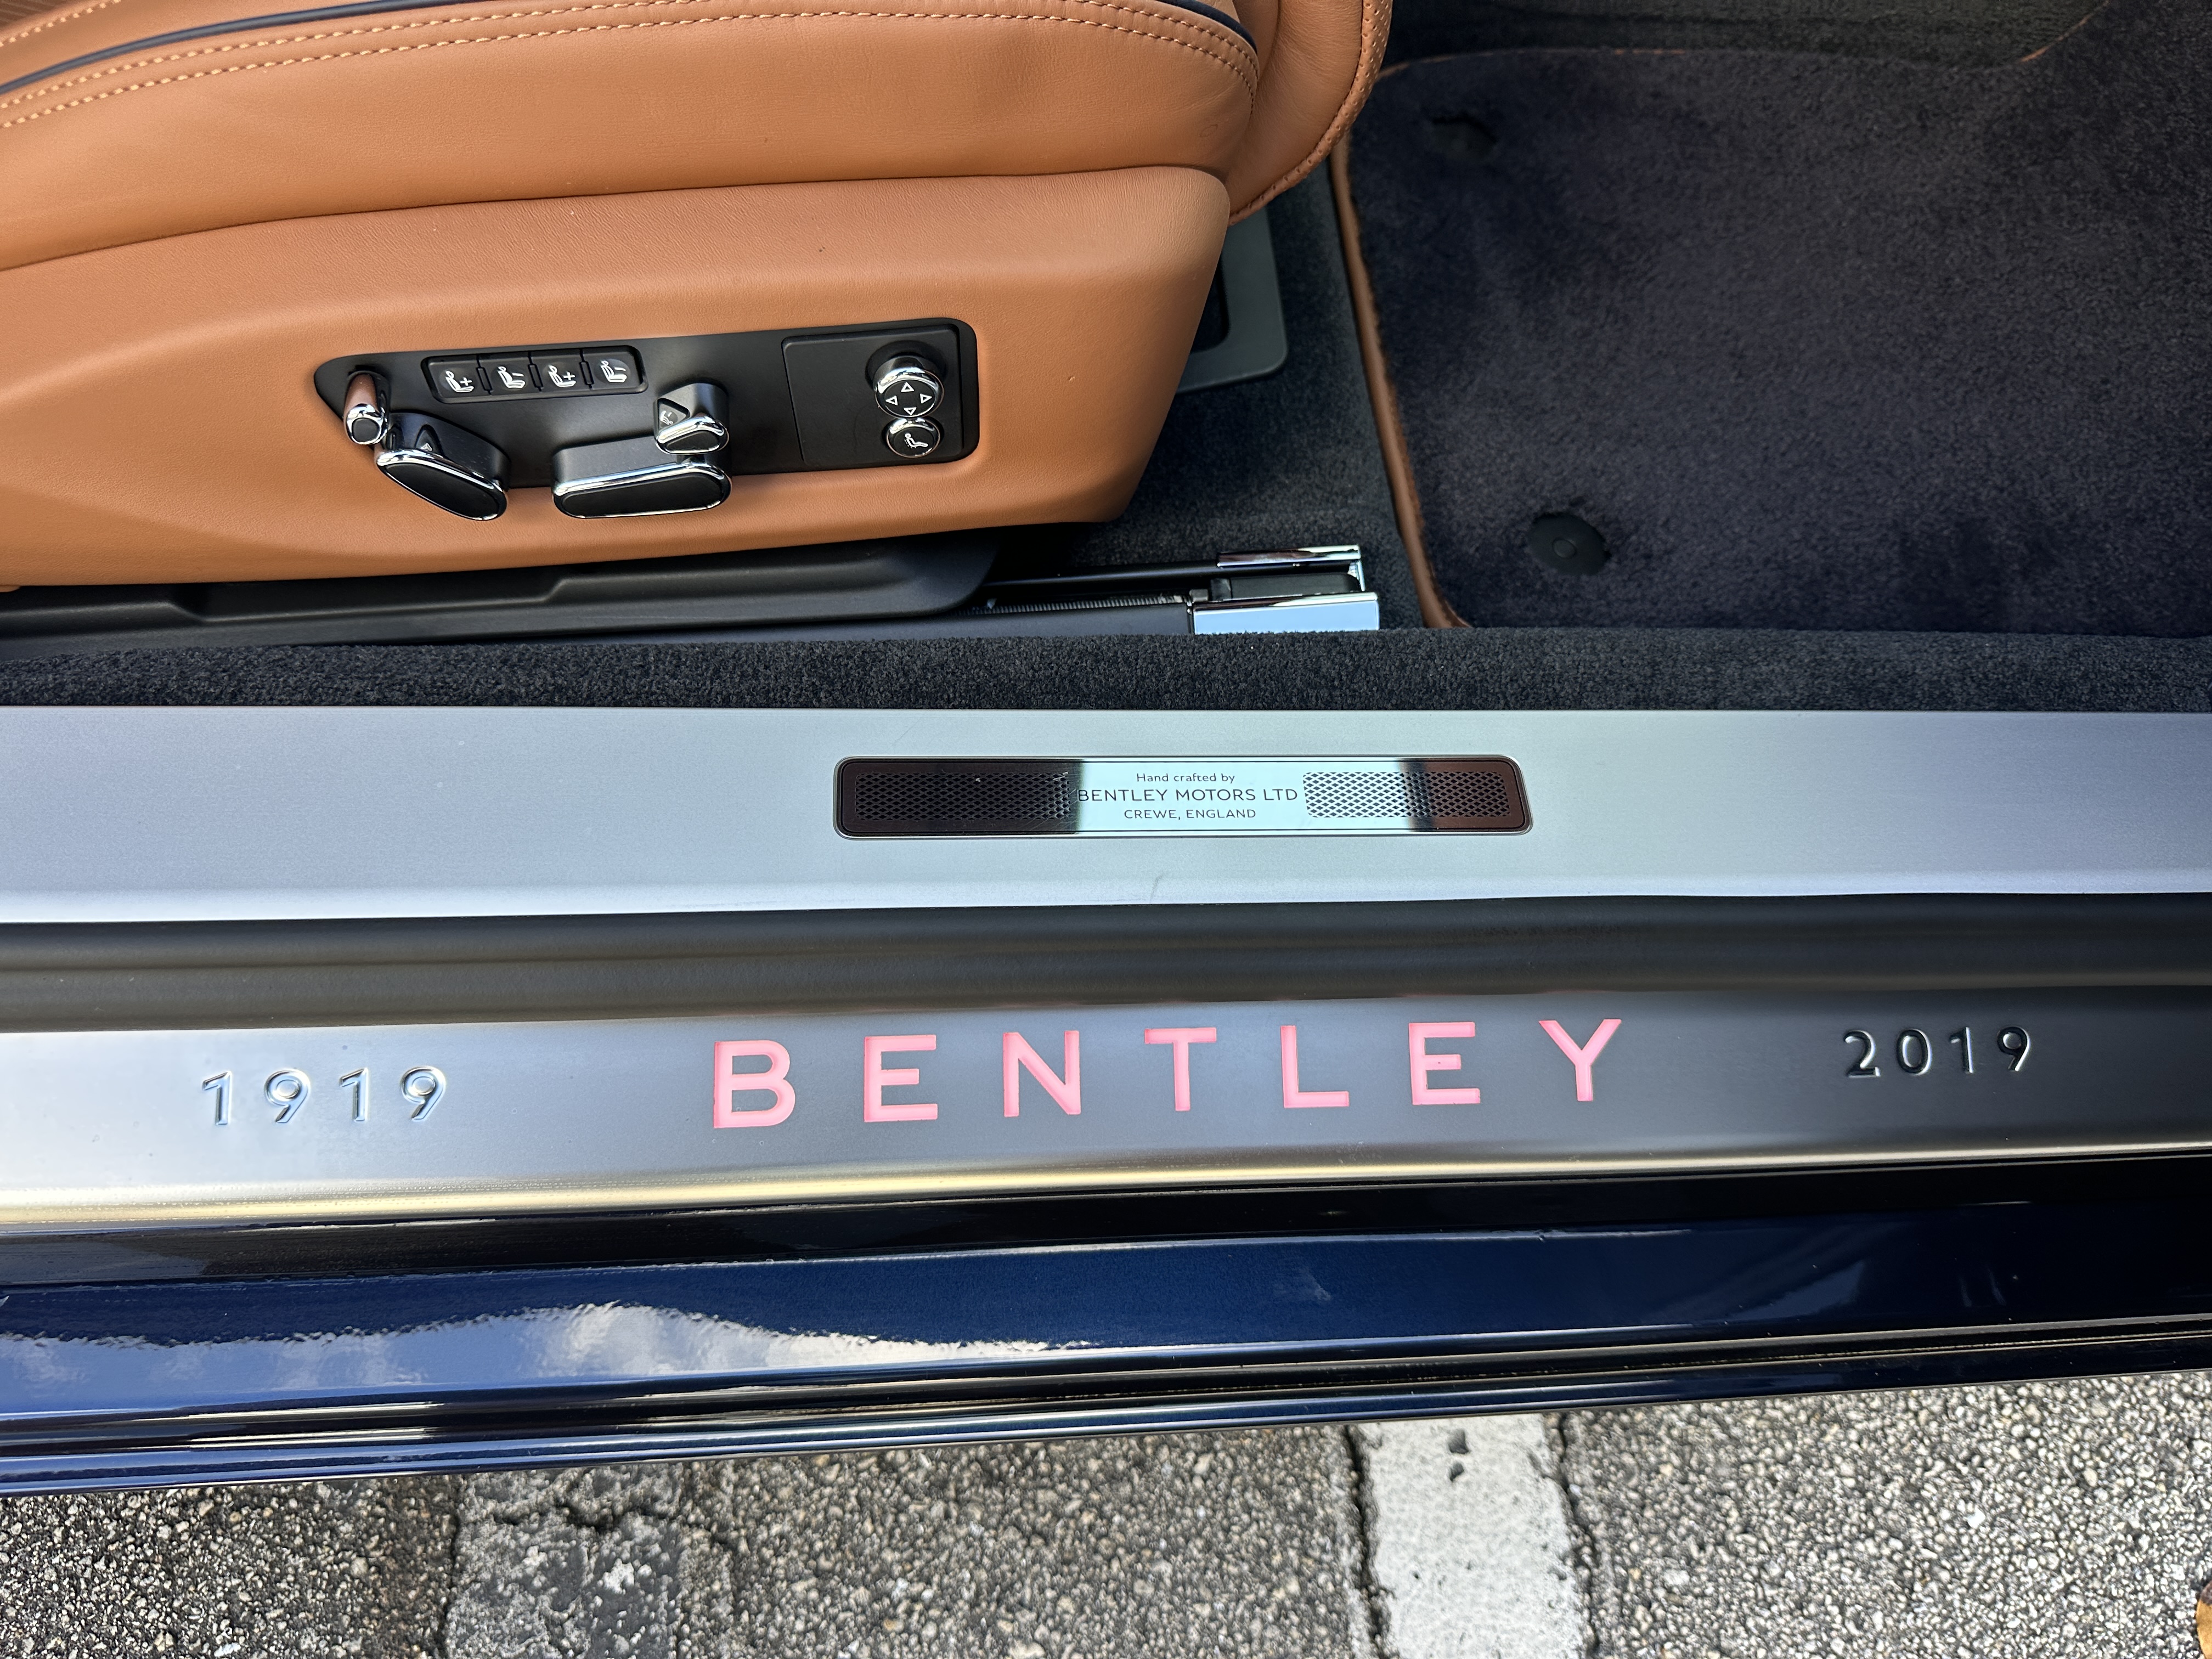 Hand crafted by
BENTLEY MOTORS LTD
CREWE, ENGLAND
1919 BENTLEY 2019